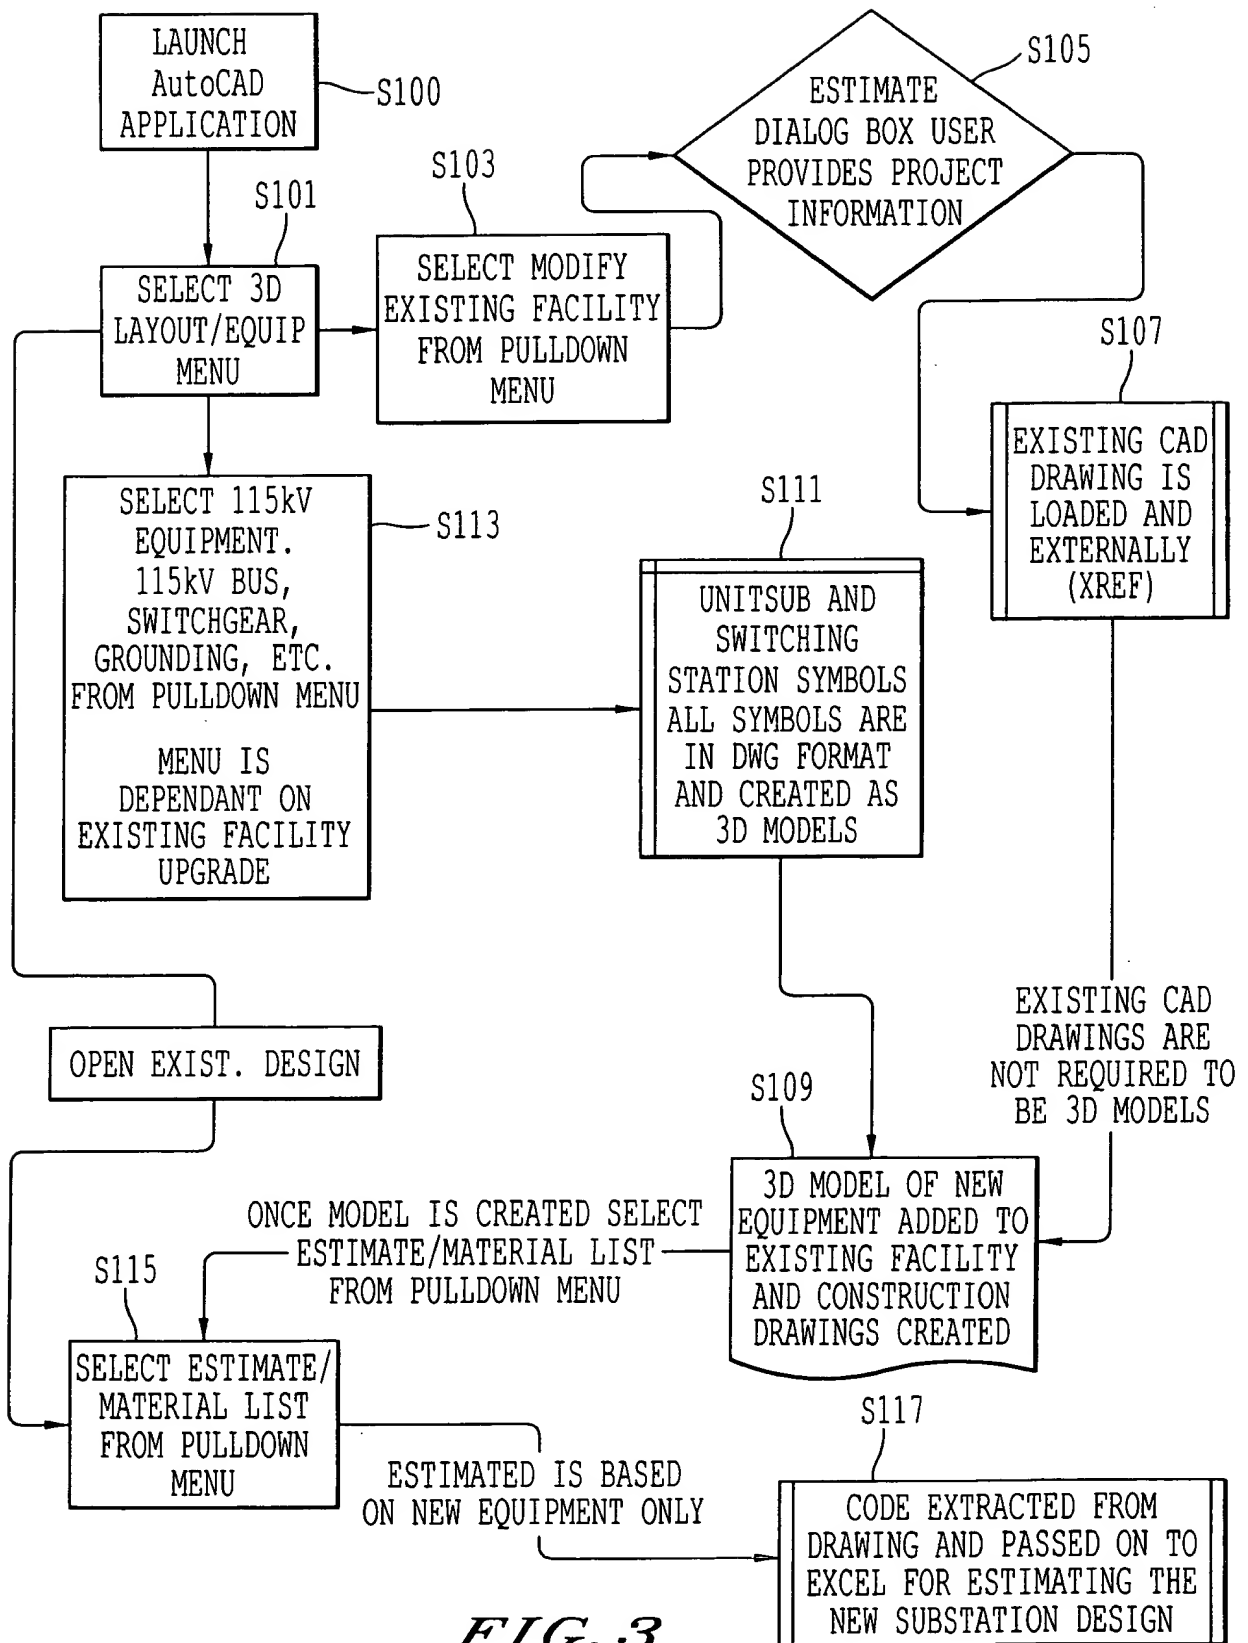 LAUNCH
AutoCAD
APPLICATION
S100
S101
SELECT 3D
LAYOUT/EQUIP
MENU
S103
SELECT MODIFY
EXISTING FACILITY
FROM PULLDOWN
MENU
S105
ESTIMATE
DIALOG BOX USER
PROVIDES PROJECT
INFORMATION
S107
EXISTING CAD
DRAWING IS
LOADED AND
EXTERNALLY
(XREF)
S113
SELECT 115kV
EQUIPMENT.
115kV BUS,
SWITCHGEAR,
GROUNDING, ETC.
FROM PULLDOWN MENU
MENU IS
DEPENDANT ON
EXISTING FACILITY
UPGRADE
S111
UNITSUB AND
SWITCHING
STATION SYMBOLS
ALL SYMBOLS ARE
IN DWG FORMAT
AND CREATED AS
3D MODELS
EXISTING CAD
DRAWINGS ARE
NOT REQUIRED TO
BE 3D MODELS
OPEN EXIST. DESIGN
S109
3D MODEL OF NEW
EQUIPMENT ADDED TO
EXISTING FACILITY
AND CONSTRUCTION
DRAWINGS CREATED
ONCE MODEL IS CREATED SELECT
ESTIMATE/MATERIAL LIST
FROM PULLDOWN MENU
S115
SELECT ESTIMATE/
MATERIAL LIST
FROM PULLDOWN
MENU
ESTIMATED IS BASED
ON NEW EQUIPMENT ONLY
S117
CODE EXTRACTED FROM
DRAWING AND PASSED ON TO
EXCEL FOR ESTIMATING THE
NEW SUBSTATION DESIGN
FIG. 3